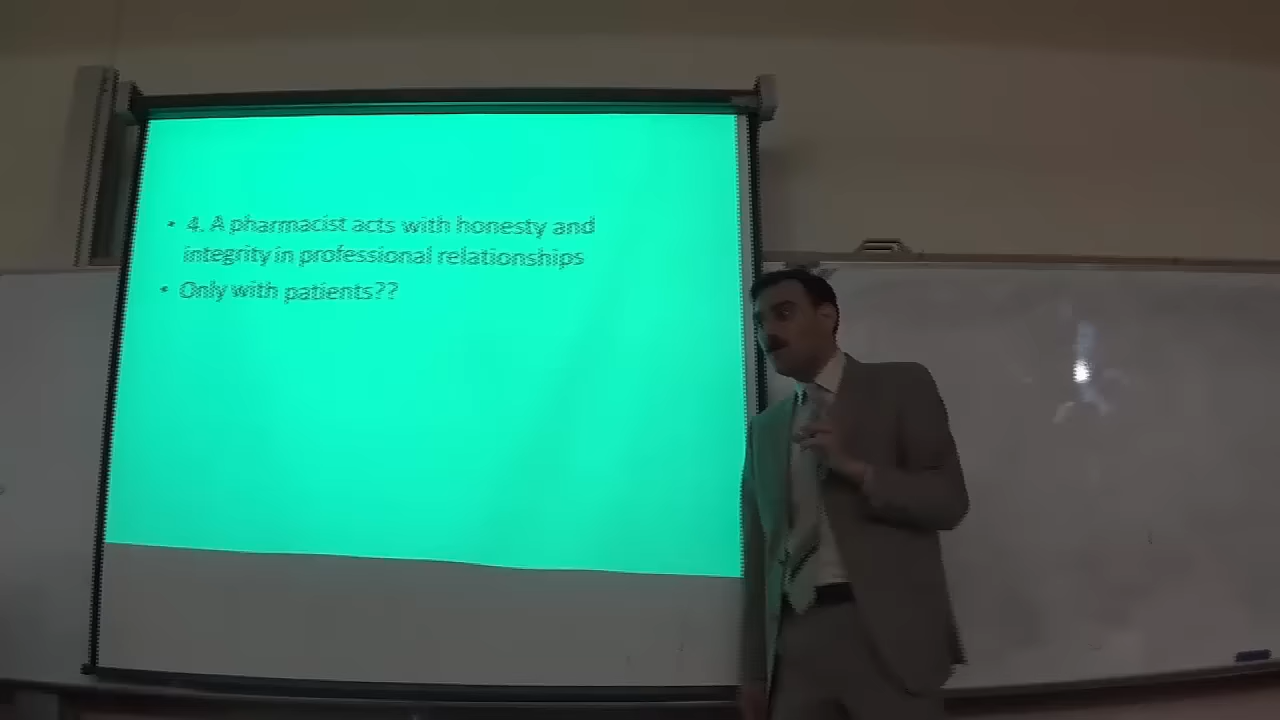 • 4. A pharmacist acts with honesty and
integrity in professional relationships
• Only with patients??